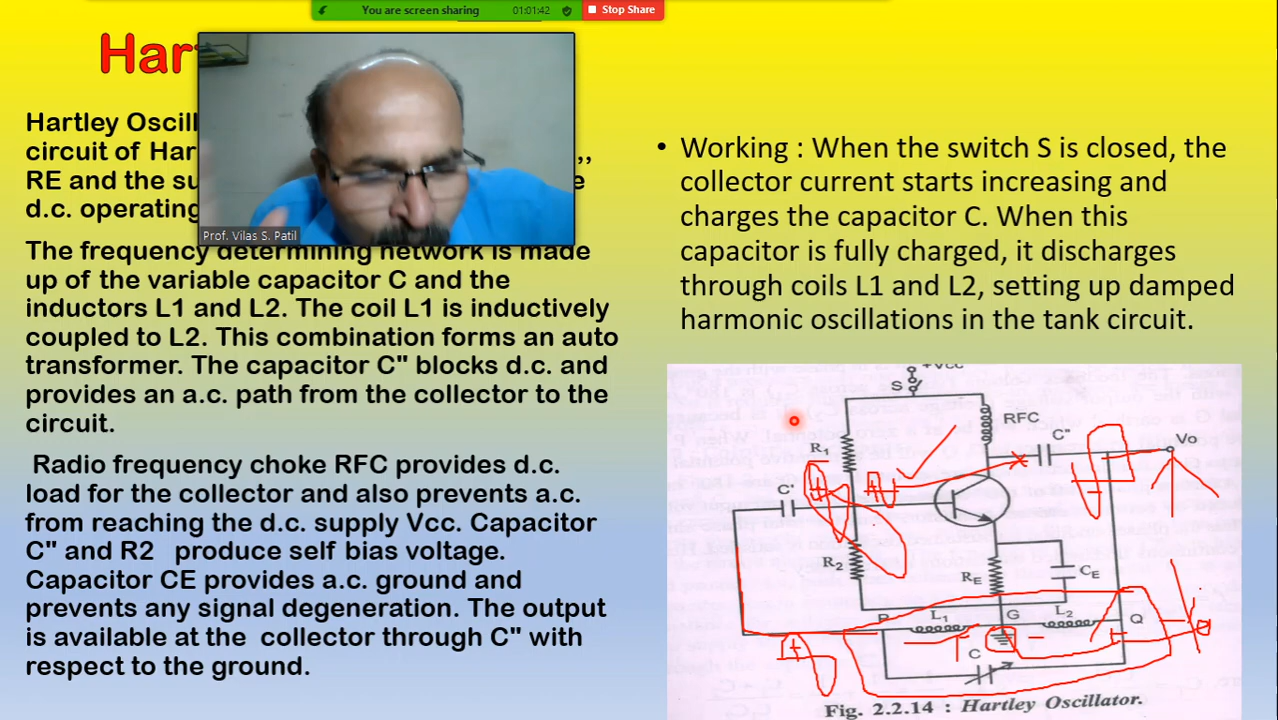 You are screen sharing
01:01:42
Stop Share
Har
Hartley Oscill
circuit of Har
,,
RE and the su
e
d.c. operating
Prof. Vilas S. Patil
The frequency determining network is made
up of the variable capacitor C and the
inductors L1 and L2. The coil L1 is inductively
coupled to L2. This combination forms an auto
transformer. The capacitor C" blocks d.c. and
provides an a.c. path from the collector to the
circuit.
Radio frequency choke RFC provides d.c.
load for the collector and also prevents a.c.
from reaching the d.c. supply Vcc. Capacitor
C" and R2 produce self bias voltage.
Capacitor CE provides a.c. ground and
prevents any signal degeneration. The output
is available at the collector through C" with
respect to the ground.
• Working : When the switch S is closed, the
collector current starts increasing and
charges the capacitor C. When this
capacitor is fully charged, it discharges
through coils L1 and L2, setting up damped
harmonic oscillations in the tank circuit.
+Vcc
S
RFC
R1
C"
Vo
C'
R2
RE
CE
P
L1
G
L2
Q
C
Fig. 2.2.14 : Hartley Oscillator.